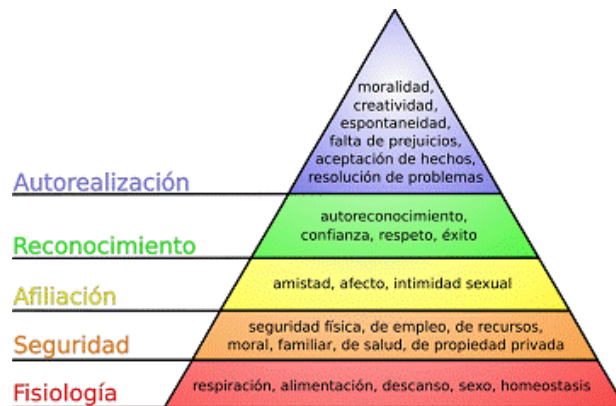 moralidad,
creatividad,
espontaneidad,
falta de prejuicios,
aceptación de hechos,
resolución de problemas
Autorealización
autoreconocimiento,
confianza, respeto, éxito
Reconocimiento
amistad, afecto, intimidad sexual
Afiliación
seguridad física, de empleo, de recursos,
moral, familiar, de salud, de propiedad privada
Seguridad
respiración, alimentación, descanso, sexo, homeostasis
Fisiología